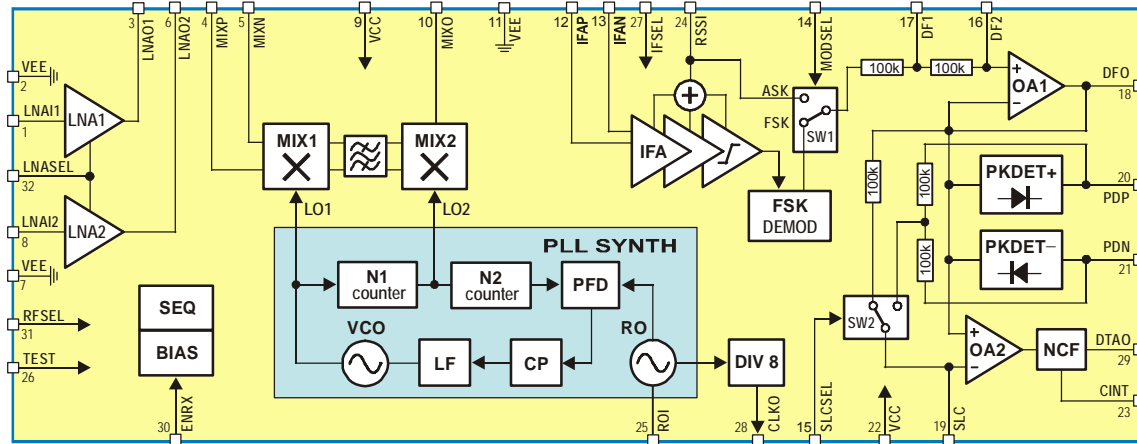 3 LNAO1
6 LNAO2
4 MIXP
5 MIXN
9 VCC
10 MIXO
11 VEE
12 IFAP
13 IFAN
27 IFSEL
24 RSSI
14 MODSEL
17 DF1
16 DF2
VEE
2
LNAI1
1
LNASEL
32
LNAI2
8
VEE
7
RFSEL
31
TEST
26
LNA1
LNA2
MIX1
MIX2
LO1
LO2
IFA
ASK
FSK
SW1
FSK
DEMOD
100k
100k
OA1
+
−
DFO
18
100k
100k
100k
PKDET+
20
PDP
PKDET−
PDN
21
PLL SYNTH
N1
counter
N2
counter
PFD
VCO
LF
CP
RO
DIV 8
SEQ
BIAS
SW2
+
−
OA2
NCF
DTAO
29
CINT
23
30 ENRX
25 ROI
28 CLKO
15 SLCSEL
22 VCC
19 SLC